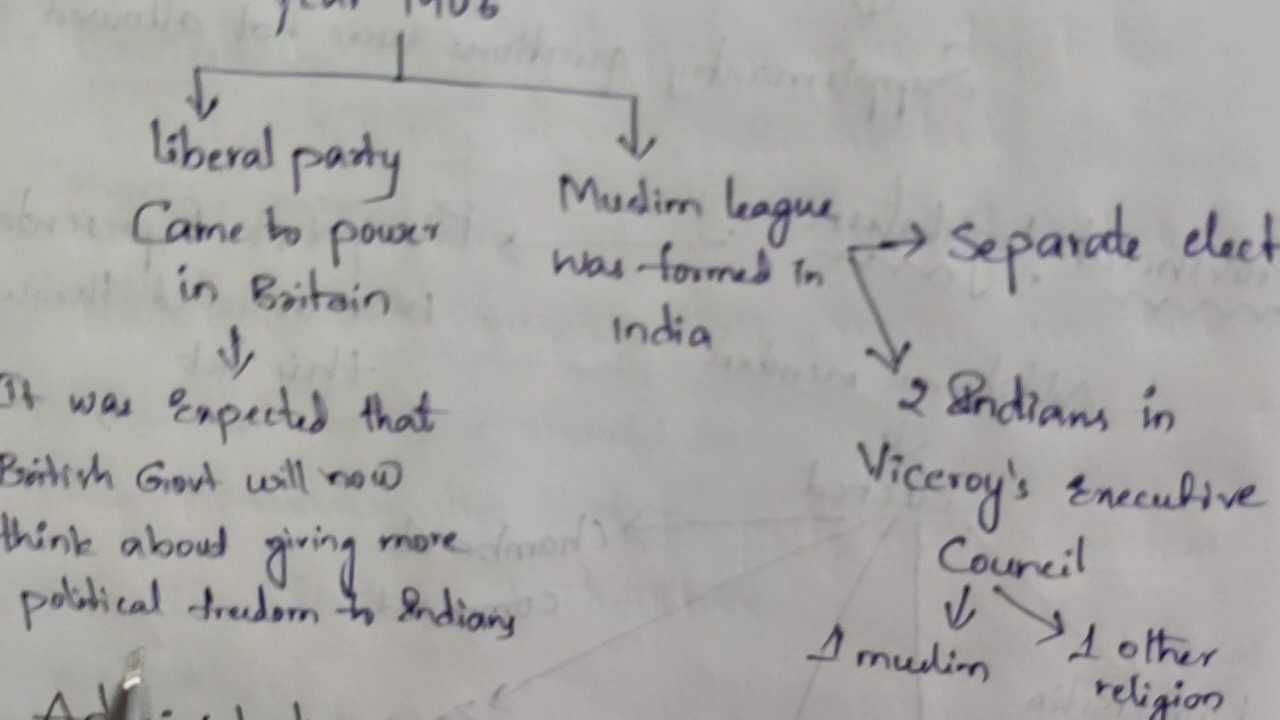 year 1906
Liberal party
Came to power
in Britain
It was Expected that
British Govt will now
think about giving more
political freedom to Indians
Muslim league
was formed in
india
Separate elect
2 Indians in
Viceroy's Executive
Council
1 muslim
1 other
religion